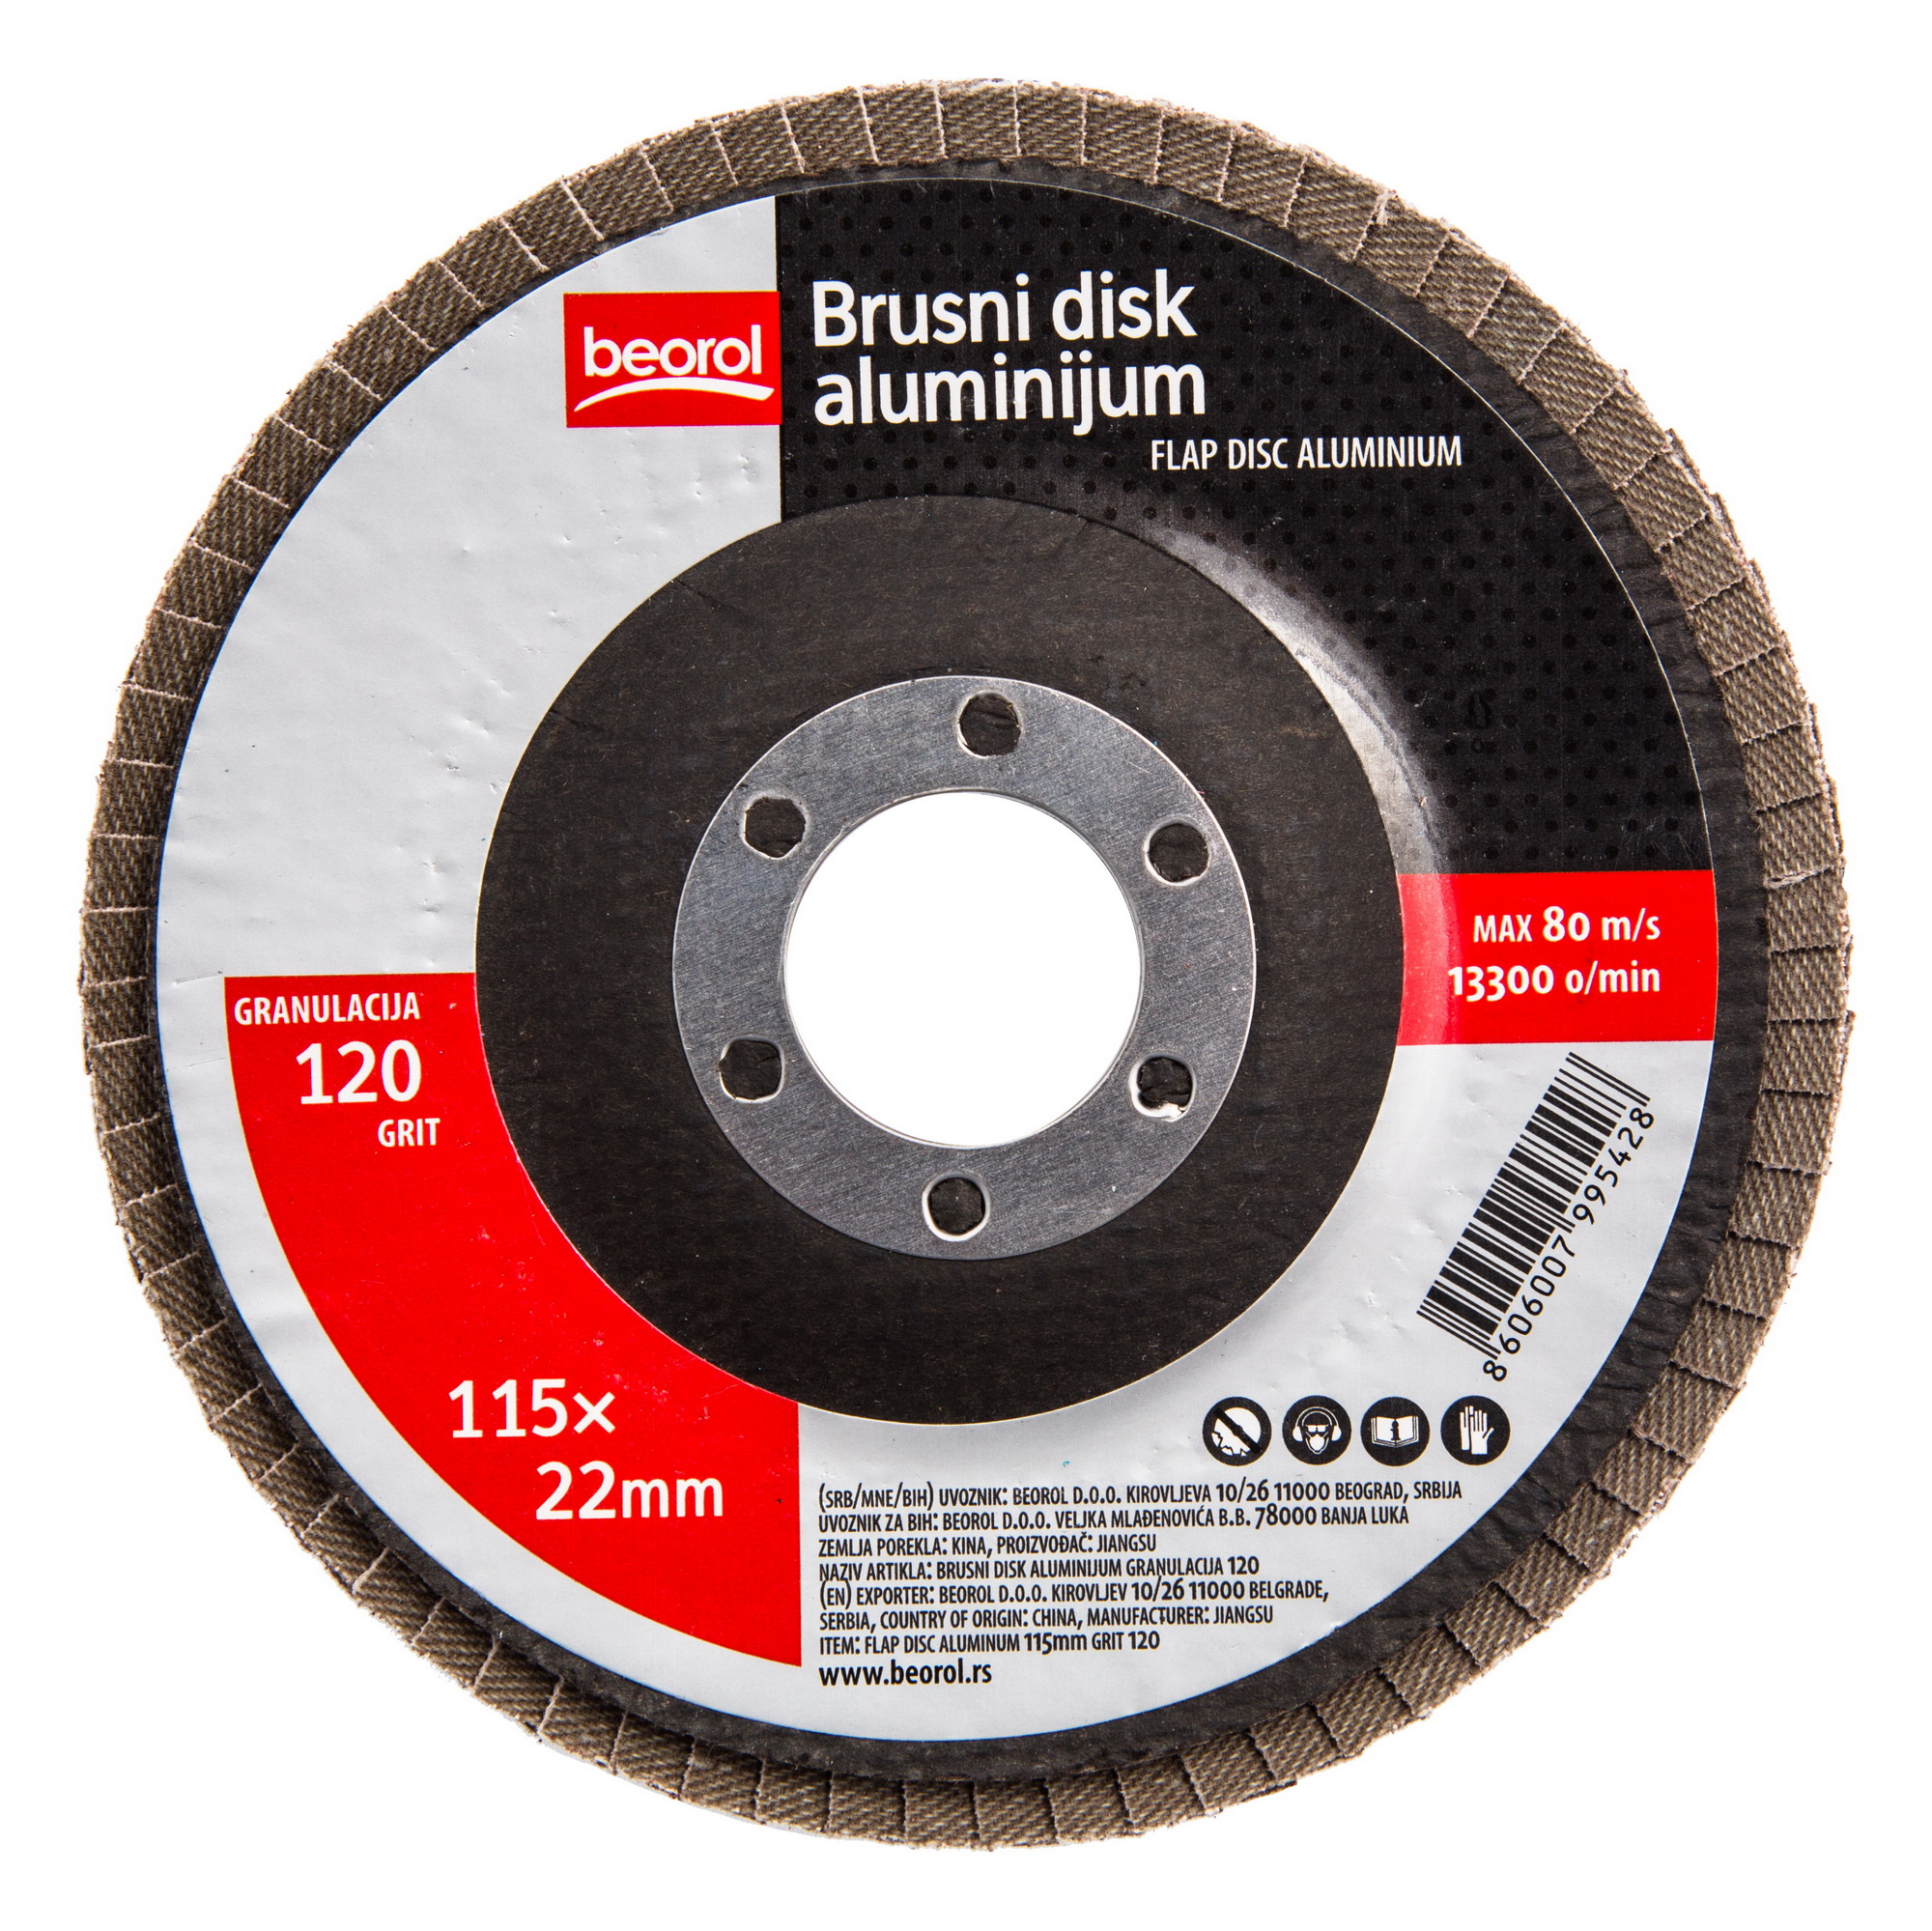 beorol
Brusni disk
aluminijum
FLAP DISC ALUMINIUM
MAX 80 m/s
13300 o/min
GRANULACIJA
120
GRIT
115×
22mm
8606007995428
(SRB/MNE/BIH) UVOZNIK: BEOROL D.O.O. KIROVLJEVA 10/26 11000 BEOGRAD, SRBIJA
UVOZNIK ZA BIH: BEOROL D.O.O. VELJKA MLAĐENOVIĆA B.B. 78000 BANJA LUKA
ZEMLJA POREKLA: KINA, PROIZVOĐAČ: JIANGSU
NAZIV ARTIKLA: BRUSNI DISK ALUMINIJUM GRANULACIJA 120
(EN) EXPORTER: BEOROL D.O.O. KIROVLJEV 10/26 11000 BELGRADE,
SERBIA, COUNTRY OF ORIGIN: CHINA, MANUFACTURER: JIANGSU
ITEM: FLAP DISC ALUMINUM 115mm GRIT 120
www.beorol.rs